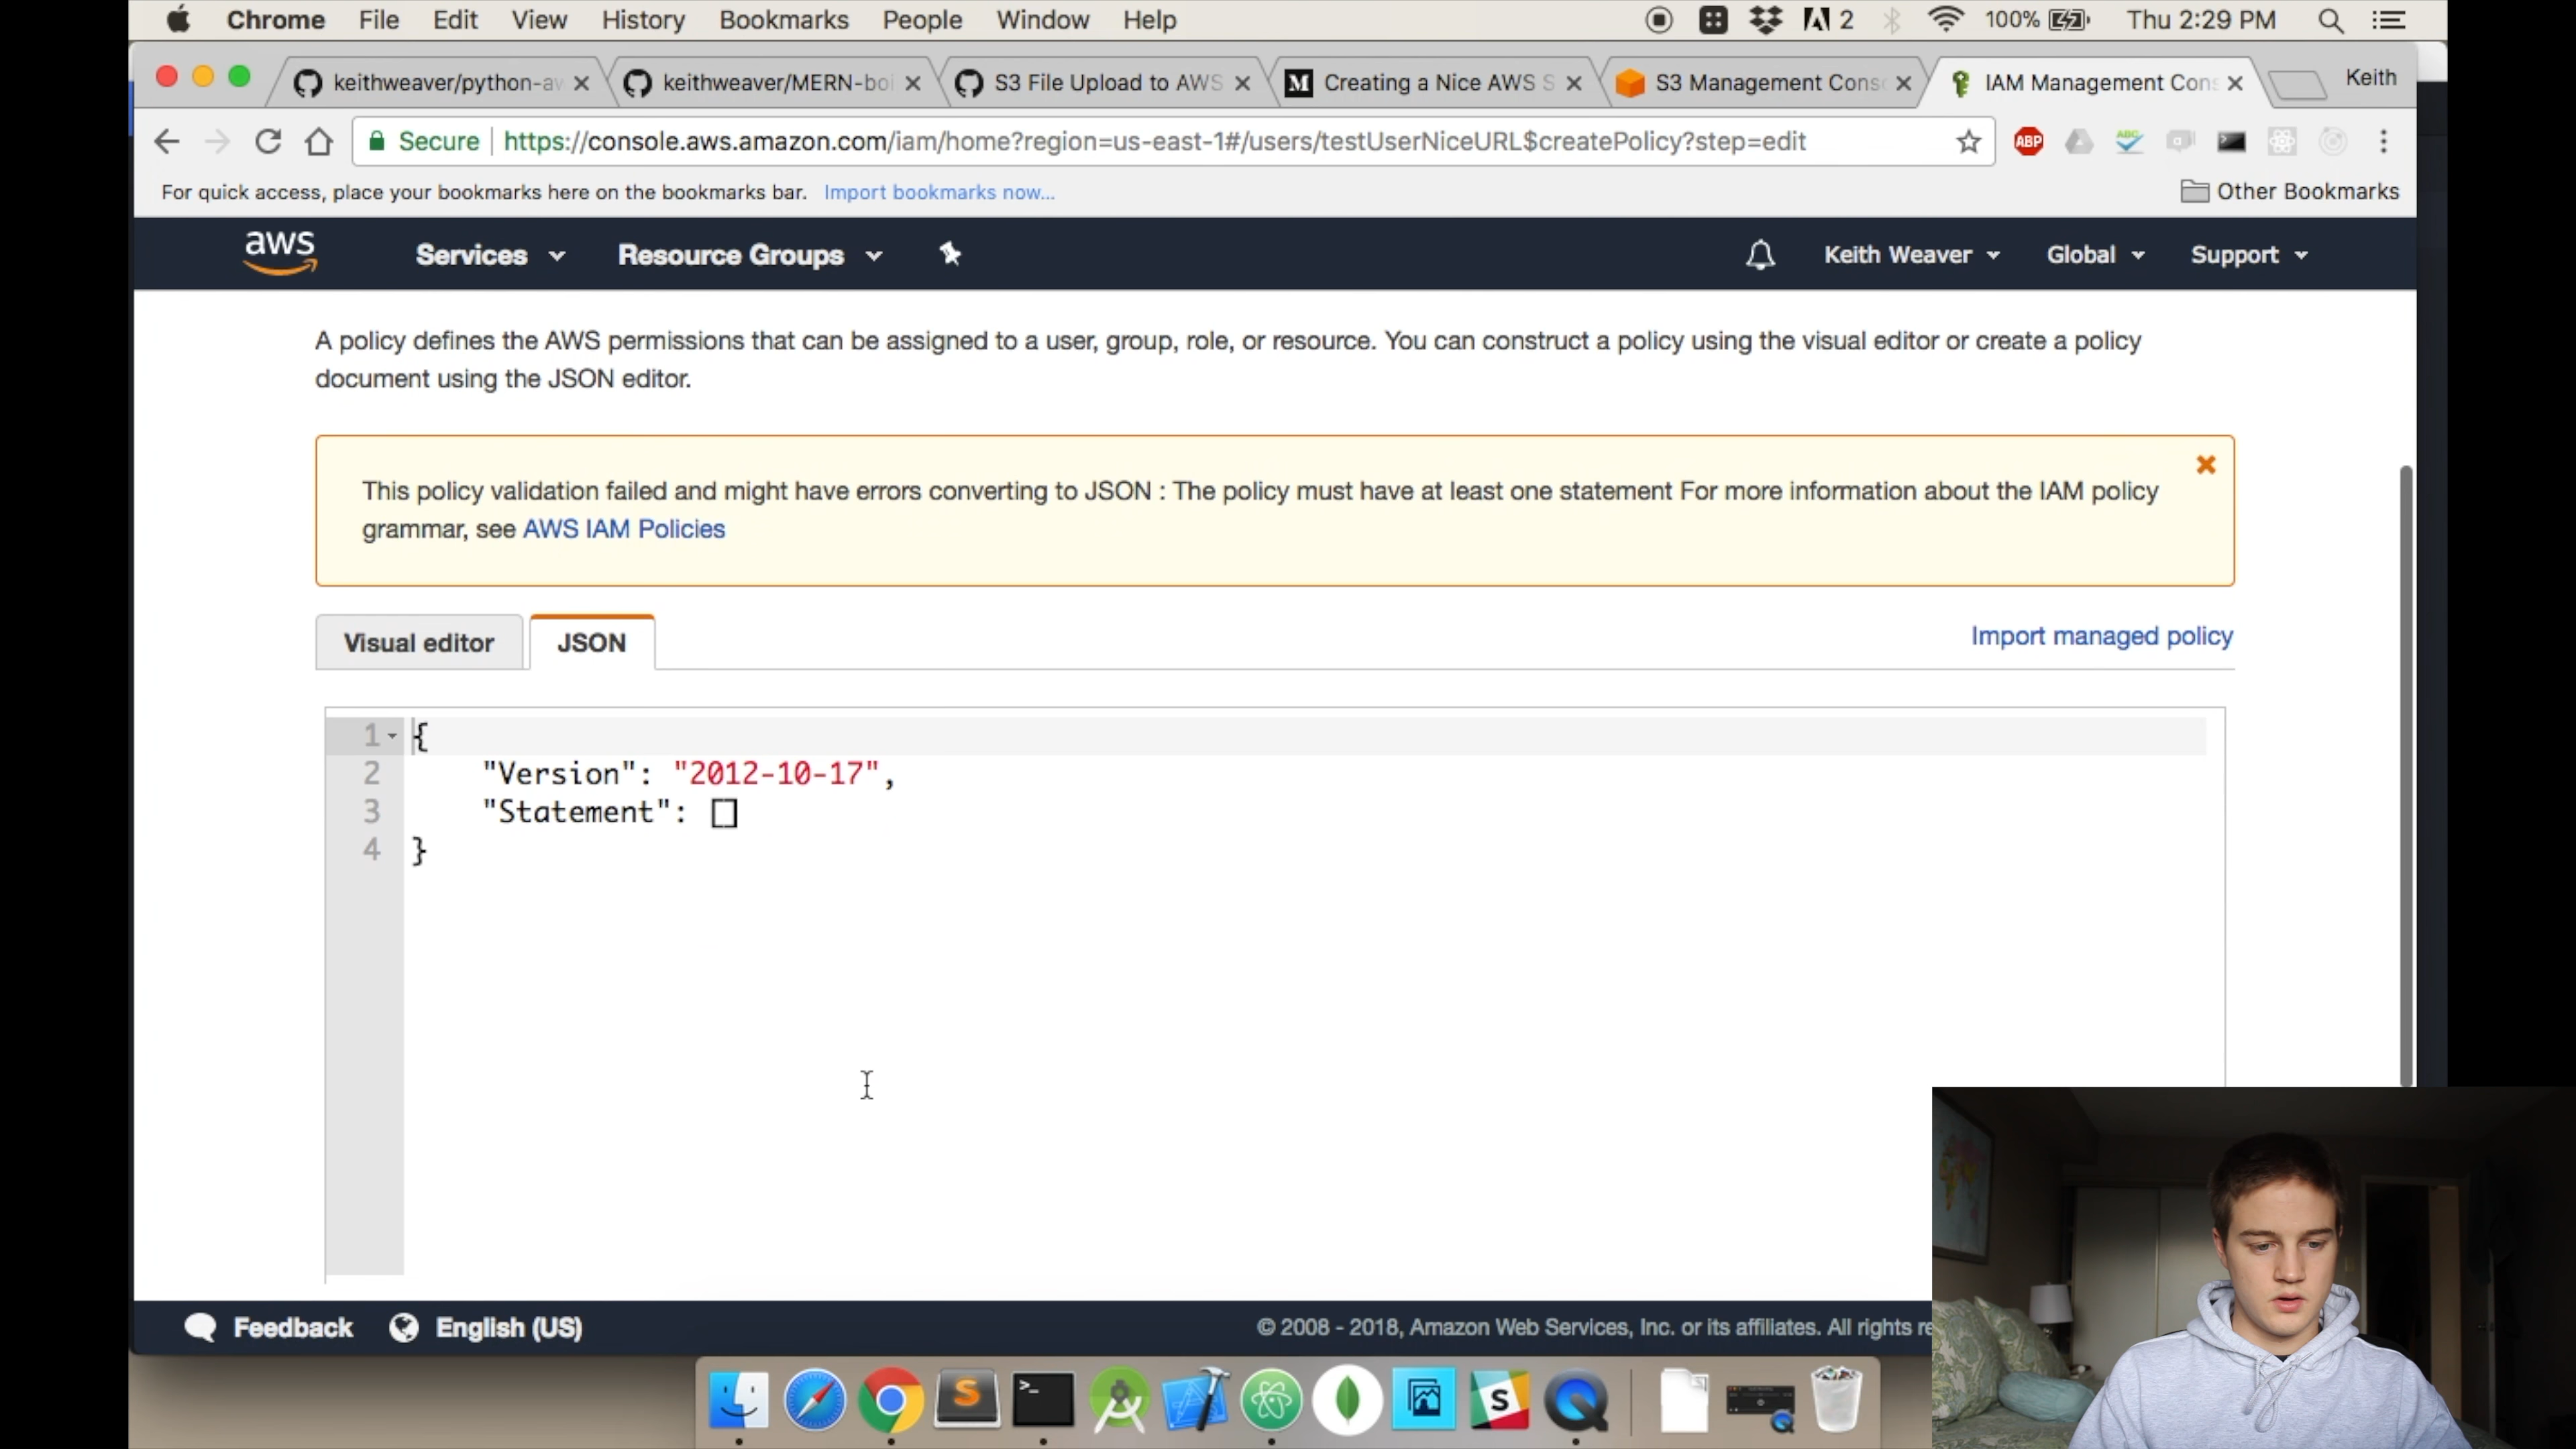 Chrome File Edit View History Bookmarks People Window Help 2 100% Thu 2:29 PM
keithweaver/python-aw keithweaver/MERN-boi S3 File Upload to AWS Creating a Nice AWS S S3 Management Conso IAM Management Cons Keith
Secure https://console.aws.amazon.com/iam/home?region=us-east-1#/users/testUserNiceURL$createPolicy?step=edit ABP
For quick access, place your bookmarks here on the bookmarks bar. Import bookmarks now... Other Bookmarks
aws Services Resource Groups Keith Weaver Global Support
A policy defines the AWS permissions that can be assigned to a user, group, role, or resource. You can construct a policy using the visual editor or create a policy
document using the JSON editor.
This policy validation failed and might have errors converting to JSON : The policy must have at least one statement For more information about the IAM policy
grammar, see AWS IAM Policies
Visual editor JSON Import managed policy
1 {
2 "Version": "2012-10-17",
3 "Statement": []
4 }
Feedback English (US) © 2008 - 2018, Amazon Web Services, Inc. or its affiliates. All rights re